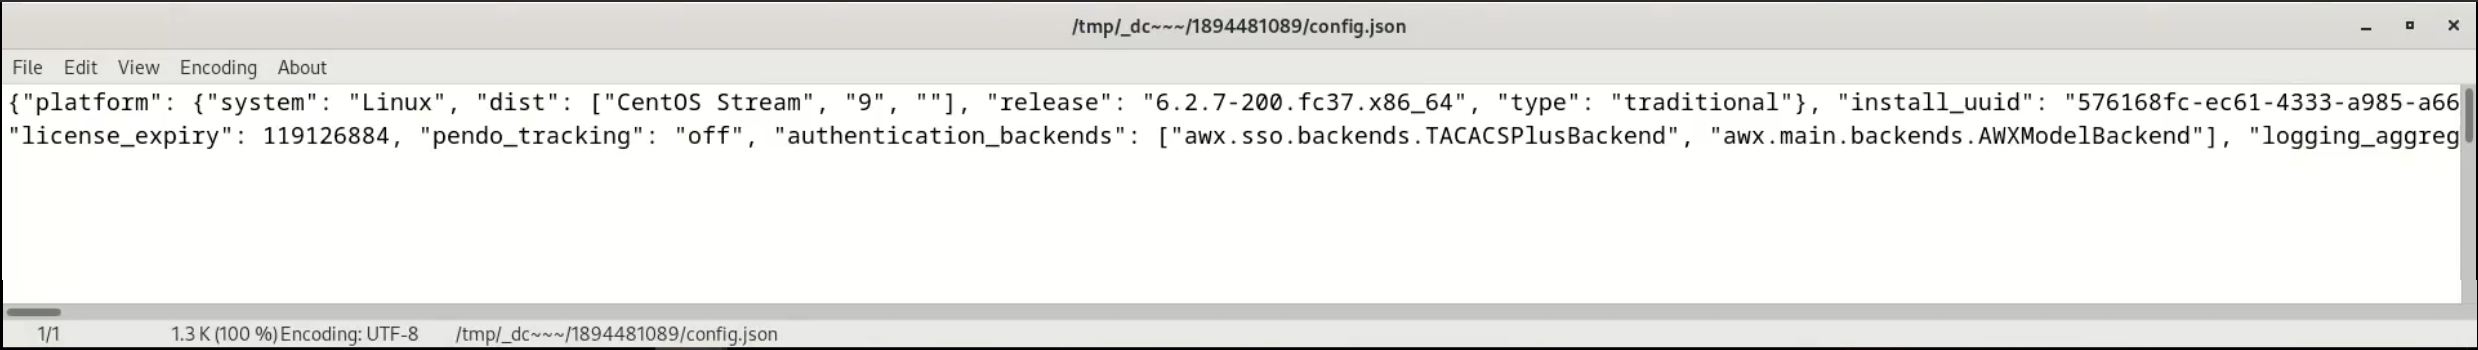 /tmp/_dc~~~/1894481089/config.json
File Edit View Encoding About
{"platform": {"system": "Linux", "dist": ["CentOS Stream", "9", ""], "release": "6.2.7-200.fc37.x86_64", "type": "traditional"}, "install_uuid": "576168fc-ec61-4333-a985-a66
"license_expiry": 119126884, "pendo_tracking": "off", "authentication_backends": ["awx.sso.backends.TACACSPlusBackend", "awx.main.backends.AWXModelBackend"], "logging_aggreg
1/1 1.3 K (100 %) Encoding: UTF-8 /tmp/_dc~~~/1894481089/config.json